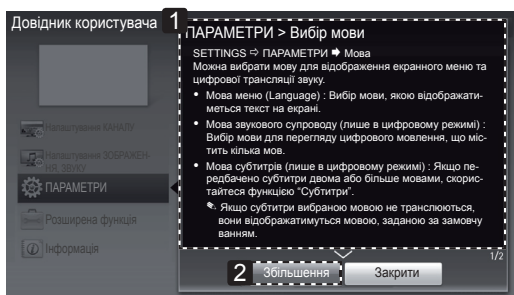 Довідник користувача
1
ПАРАМЕТРИ > Вибір мови
SETTINGS ⇨ ПАРАМЕТРИ ➡ Мова
Можна вибрати мову для відображення екранного меню та
цифрової трансляції звуку.
• Мова меню (Language) : Вибір мови, якою відображати-
меться текст на екрані.
• Мова звукового супроводу (лише в цифровому режимі) :
Вибір мови для перегляду цифрового мовлення, що міс-
тить кілька мов.
• Мова субтитрів (лише в цифровому режимі) : Якщо пе-
редбачено субтитри двома або більше мовами, скорис-
тайтеся функцією “Субтитри”.
✎ Якщо субтитри вибраною мовою не транслюються,
вони відображатимуться мовою, заданою за замовчу
ванням.
Налаштування КАНАЛУ
Налаштування ЗОБРАЖЕН-
НЯ, ЗВУКУ
ПАРАМЕТРИ
Розширена функція
Інформація
1/2
2
Збільшення
Закрити